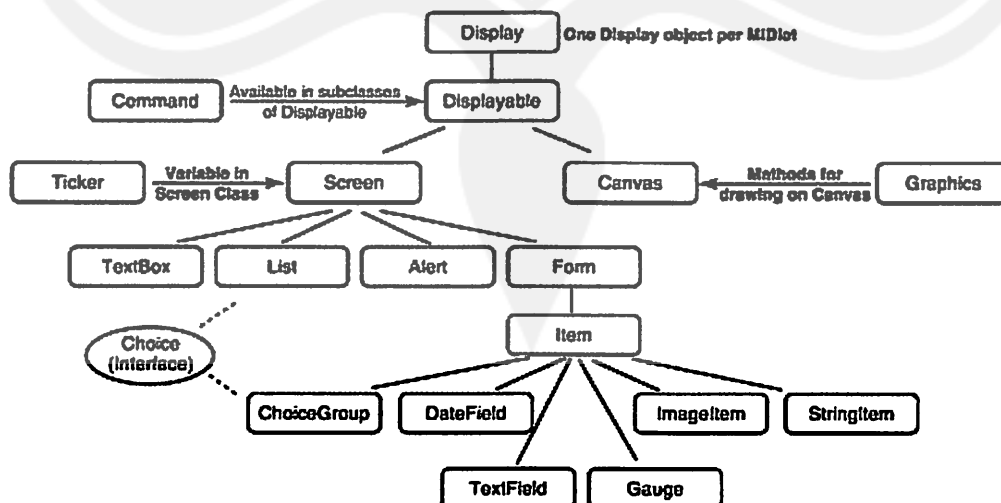 Display
One Display object per MIDlet
Command
Available in subclasses
of Displayable
Displayable
Ticker
Variable in
Screen Class
Screen
Canvas
Methods for
drawing on Canvas
Graphics
TextBox
List
Alert
Form
Choice
(Interface)
Item
ChoiceGroup
DateField
ImageItem
StringItem
TextField
Gauge